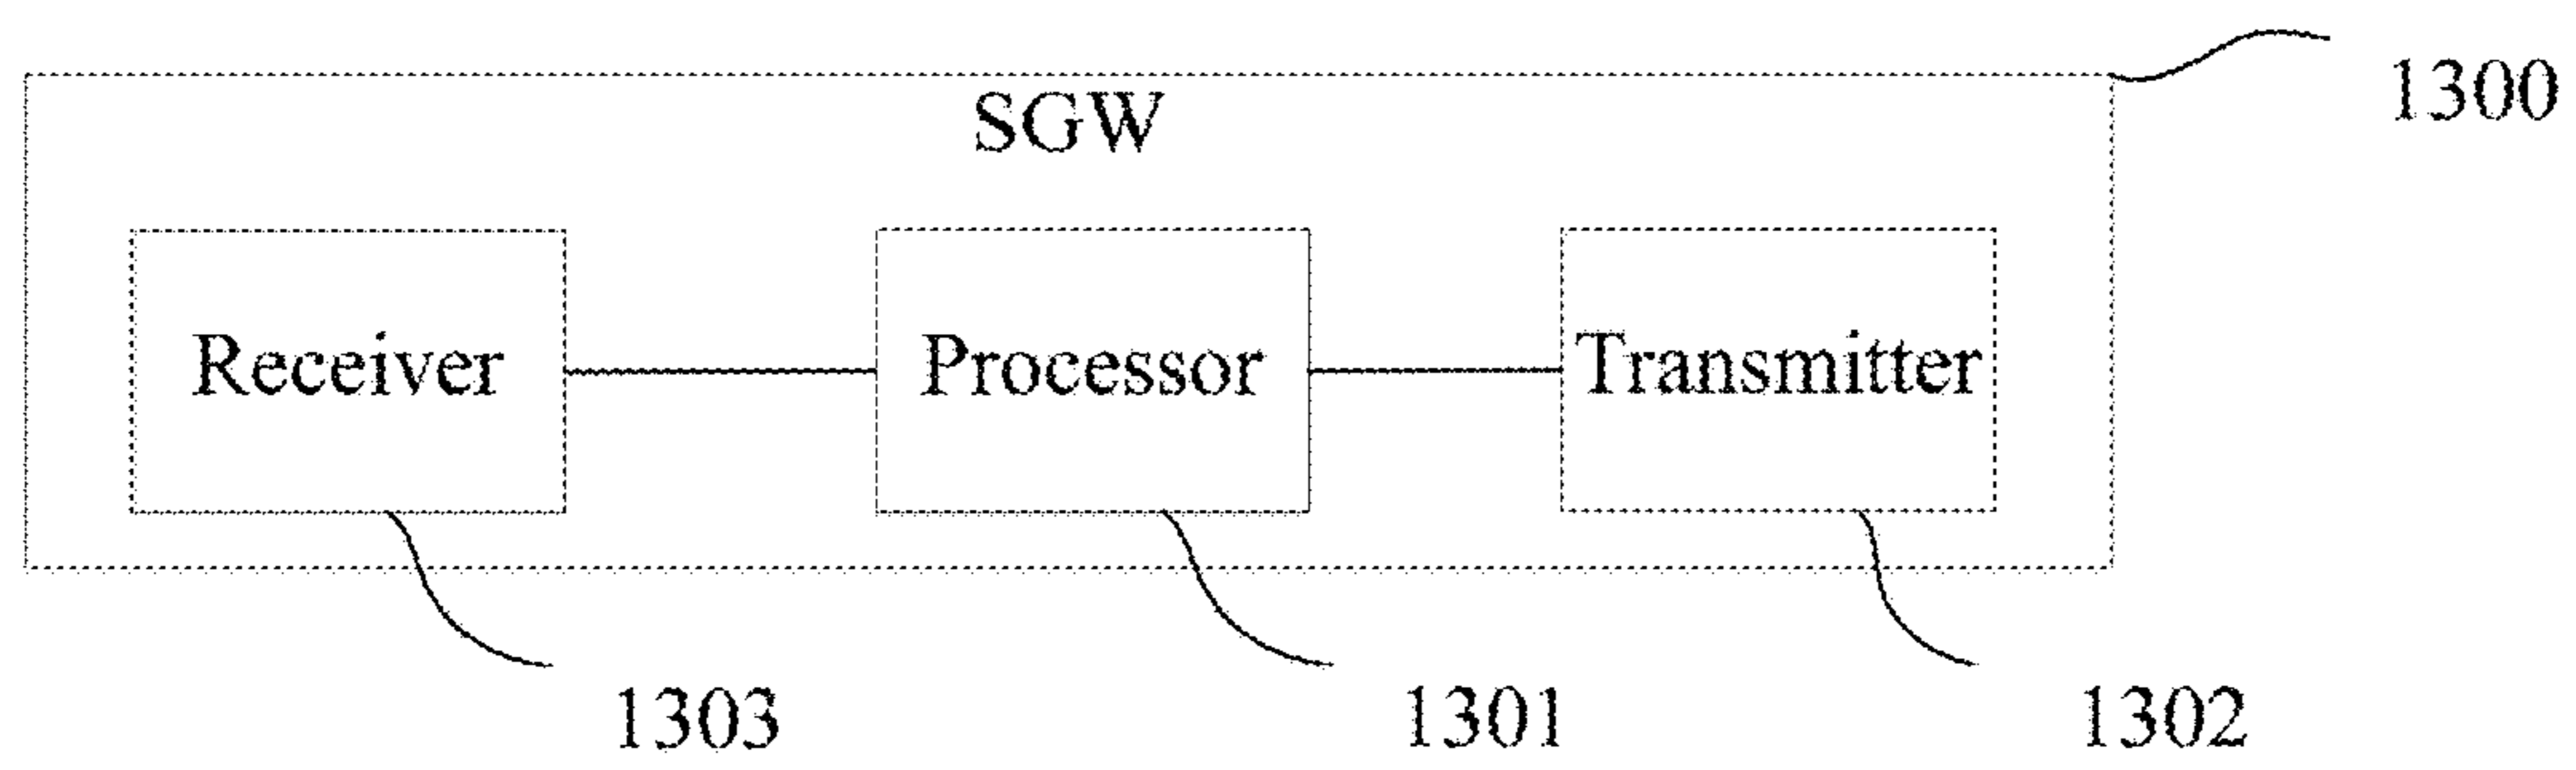 1300
SGW
Receiver
Processor
Transmitter
1303
1301
1302